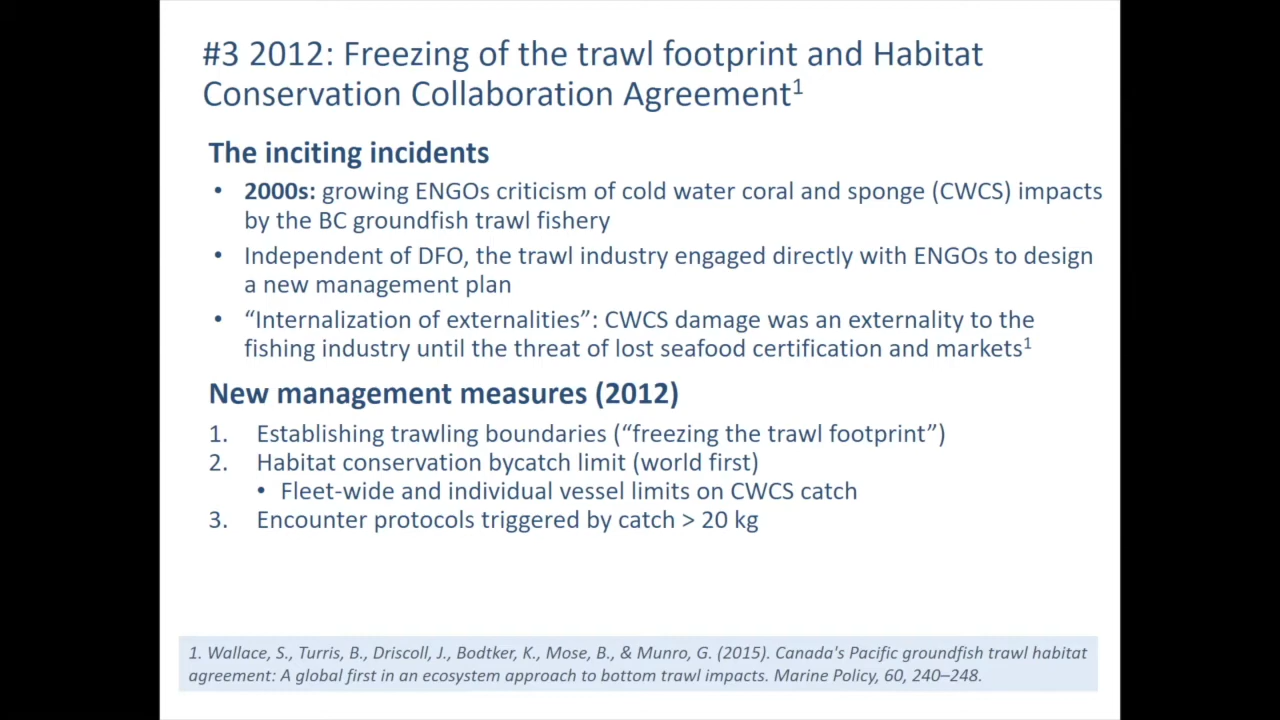 #3 2012: Freezing of the trawl footprint and Habitat
Conservation Collaboration Agreement¹
The inciting incidents
• 2000s: growing ENGOs criticism of cold water coral and sponge (CWCS) impacts
by the BC groundfish trawl fishery
• Independent of DFO, the trawl industry engaged directly with ENGOs to design
a new management plan
• “Internalization of externalities”: CWCS damage was an externality to the
fishing industry until the threat of lost seafood certification and markets¹
New management measures (2012)
1. Establishing trawling boundaries (“freezing the trawl footprint”)
2. Habitat conservation bycatch limit (world first)
• Fleet-wide and individual vessel limits on CWCS catch
3. Encounter protocols triggered by catch > 20 kg
1. Wallace, S., Turris, B., Driscoll, J., Bodtker, K., Mose, B., & Munro, G. (2015). Canada's Pacific groundfish trawl habitat
agreement: A global first in an ecosystem approach to bottom trawl impacts. Marine Policy, 60, 240–248.